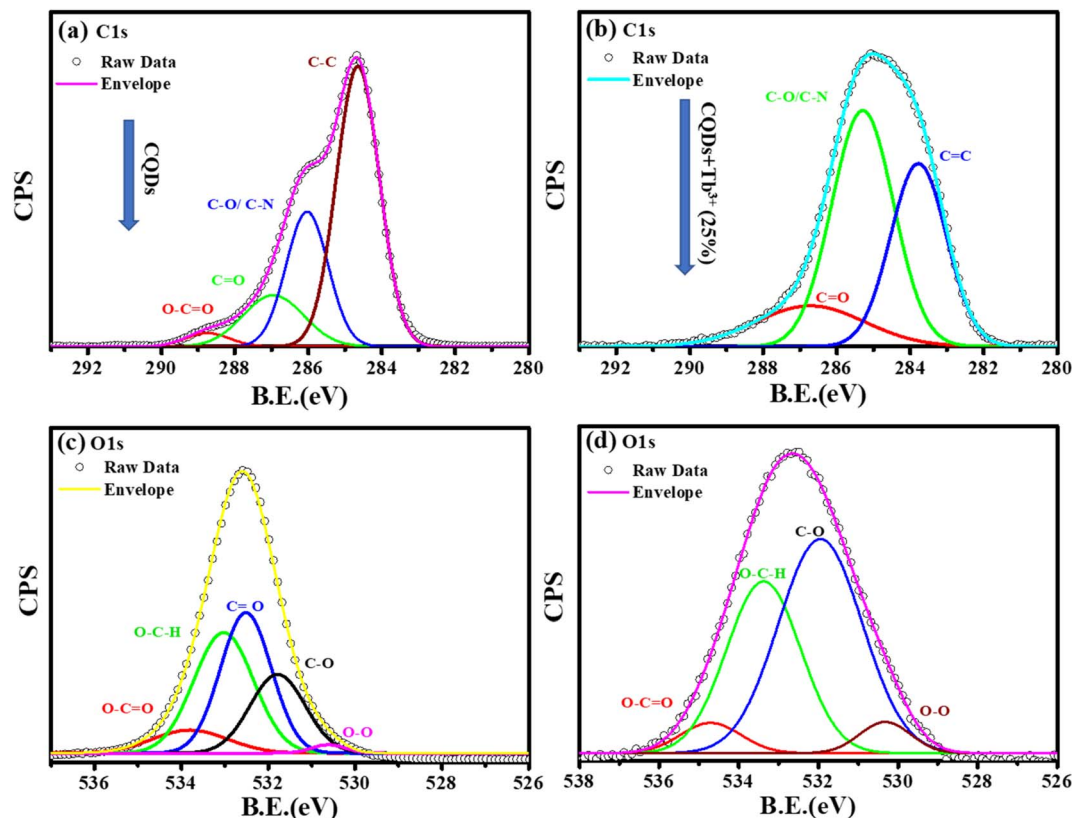 (a) C1s
Raw Data
Envelope
CQDs
C-C
C-O/ C-N
C=O
O-C=O
CPS
292 290 288 286 284 282 280
B.E.(eV)
(b) C1s
Raw Data
Envelope
CQDs+Tb³⁺ (25%)
C-O/C-N
C=C
C=O
CPS
292 290 288 286 284 282 280
B.E.(eV)
(c) O1s
Raw Data
Envelope
C= O
O-C-H
C-O
O-C=O
O-O
CPS
536 534 532 530 528
B.E.(eV)
(d) O1s
Raw Data
Envelope
C-O
O-C-H
O-C=O
O-O
CPS
538 536 534 532 530 528 526
B.E.(eV)